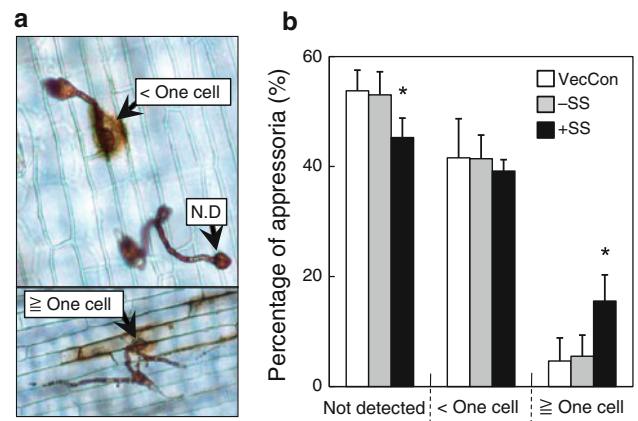 a
< One cell
N.D
≧ One cell
b
Percentage of appressoria (%)
60
40
20
0
VecCon
–SS
+SS
*
*
Not detected
< One cell
≧ One cell